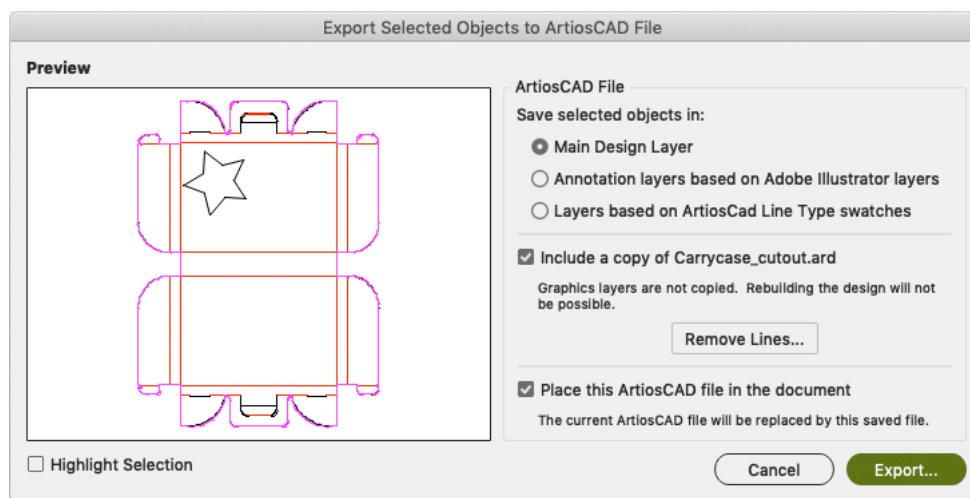 Export Selected Objects to ArtiosCAD File
Preview
ArtiosCAD File
Save selected objects in:
Main Design Layer
Annotation layers based on Adobe Illustrator layers
Layers based on ArtiosCad Line Type swatches
Include a copy of Carrycase_cutout.ard
Graphics layers are not copied. Rebuilding the design will not
be possible.
Remove Lines...
Place this ArtiosCAD file in the document
The current ArtiosCAD file will be replaced by this saved file.
Highlight Selection
Cancel
Export...